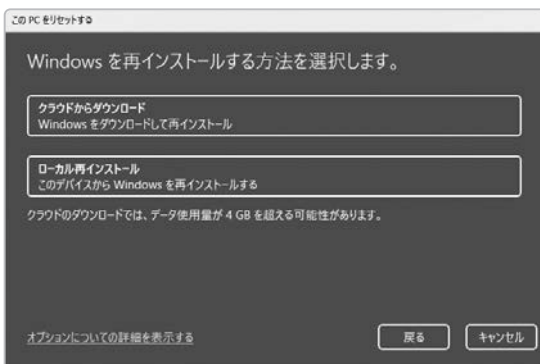 この PC をリセットする
Windows を再インストールする方法を選択します。
クラウドからダウンロード
Windows をダウンロードして再インストール
ローカル再インストール
このデバイスから Windows を再インストールする
クラウドのダウンロードでは、データ使用量が 4 GB を超える可能性があります。
オプションについての詳細を表示する
戻る
キャンセル